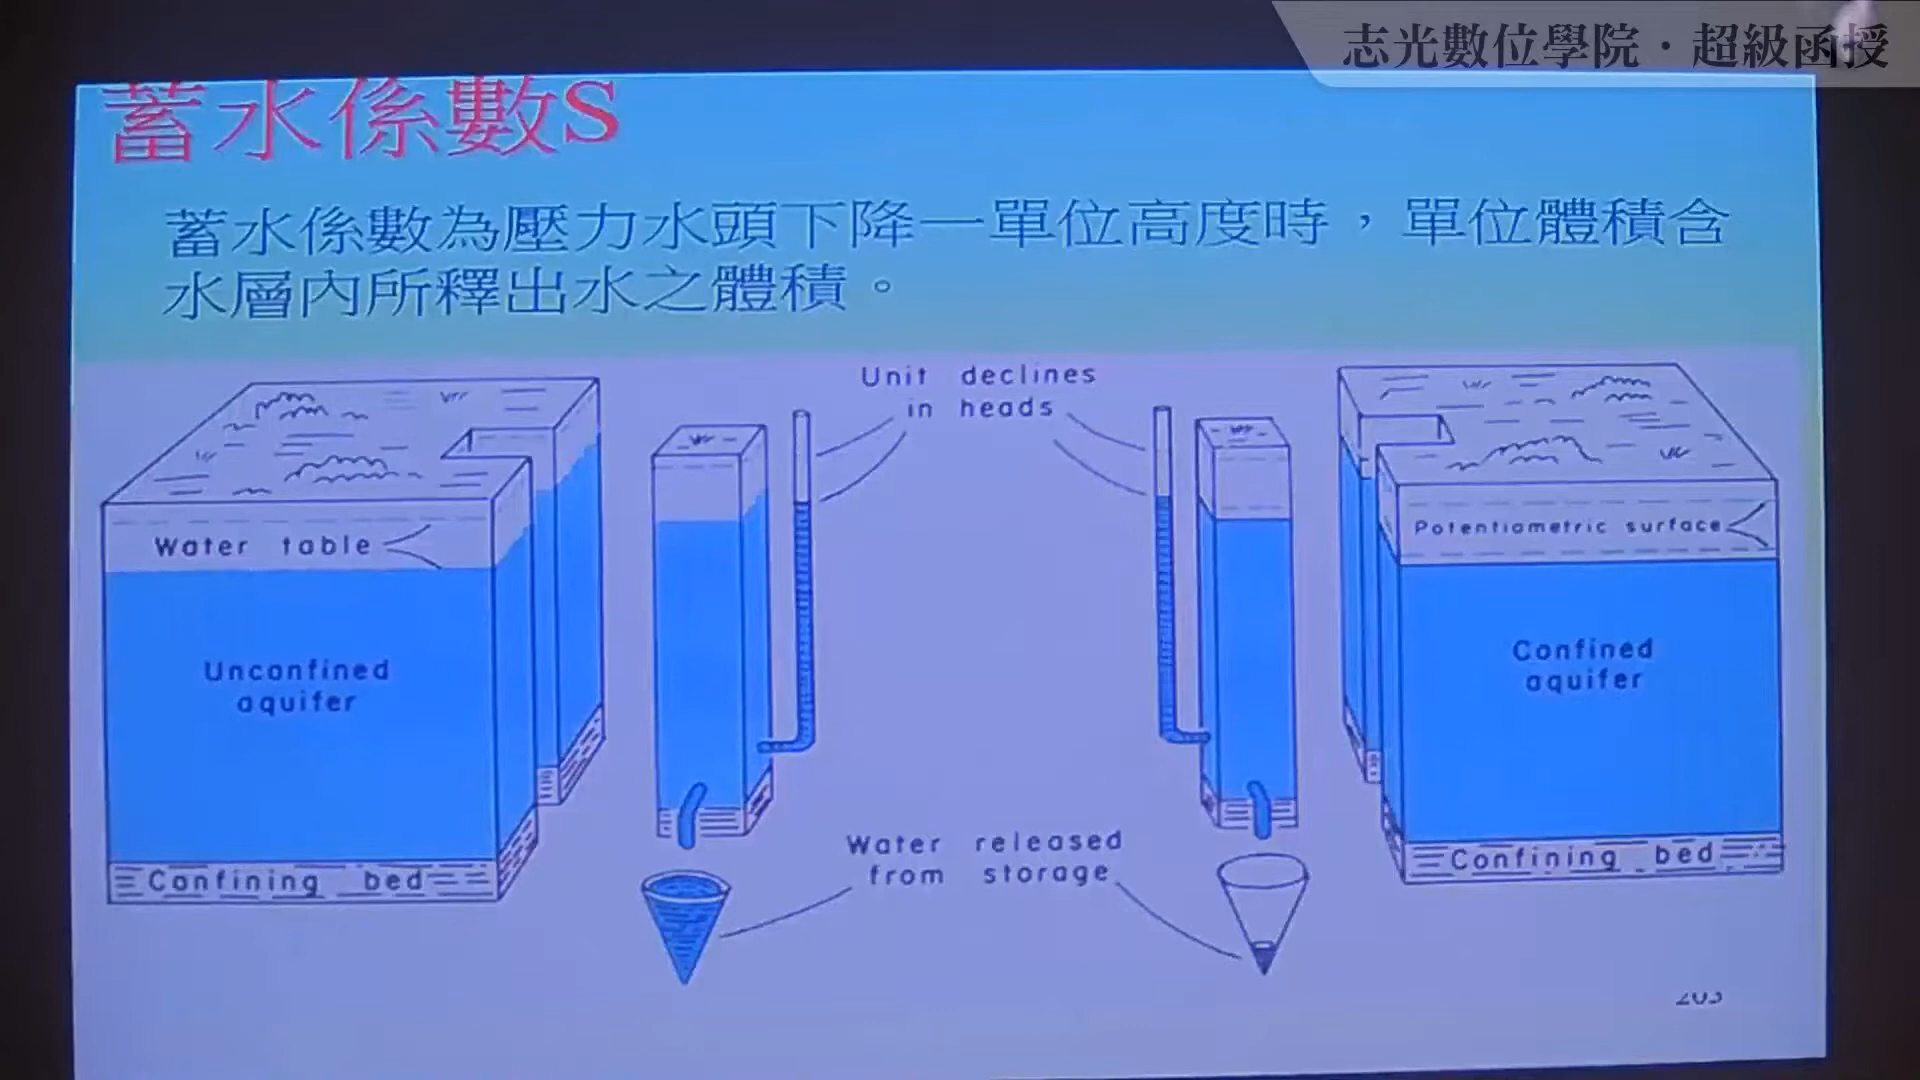 志光數位學院·超級函授
蓄水係數S
蓄水係數為壓力水頭下降一單位高度時，單位體積含
水層內所釋出水之體積。
Unit declines
in heads
Water table
Potentiometric surface
Unconfined
aquifer
Confined
aquifer
Water released
from storage
Confining bed
Confining bed